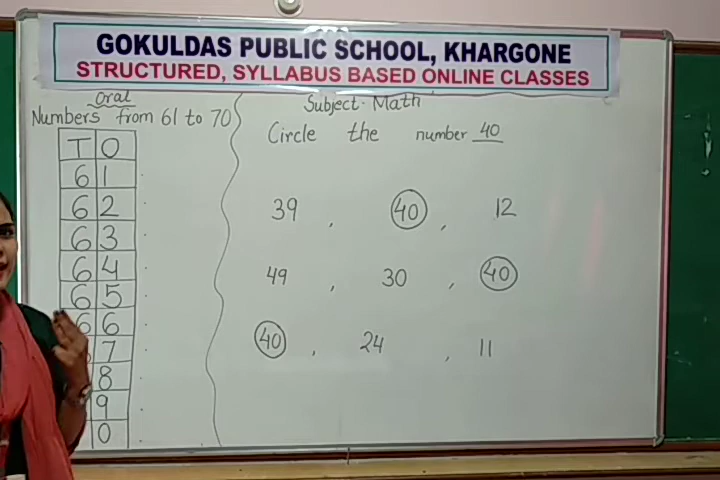 GOKULDAS PUBLIC SCHOOL, KHARGONE
STRUCTURED, SYLLABUS BASED ONLINE CLASSES
Oral
Numbers from 61 to 70
T O
6 1
6 2
6 3
6 4
6 5
6 6
7
8
9
0
Subject - Math
Circle the number 40
39 , 40 , 12
49 , 30 , 40
40 , 24 , 11